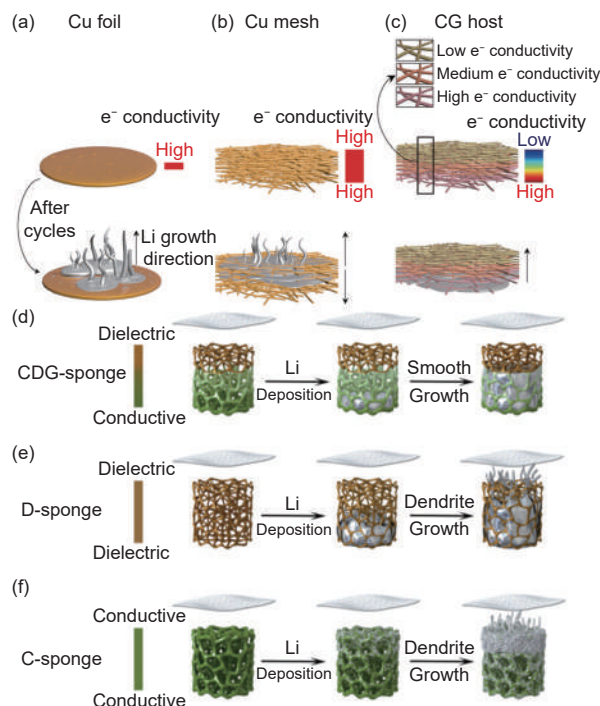 (a) Cu foil
(b) Cu mesh
(c) CG host
Low e⁻ conductivity
Medium e⁻ conductivity
High e⁻ conductivity
e⁻ conductivity
High
e⁻ conductivity
High
High
e⁻ conductivity
Low
High
After
cycles
Li growth
direction
(d)
Dielectric
CDG-sponge
Conductive
Li
Deposition
Smooth
Growth
(e)
Dielectric
D-sponge
Dielectric
Li
Deposition
Dendrite
Growth
(f)
Conductive
C-sponge
Conductive
Li
Deposition
Dendrite
Growth